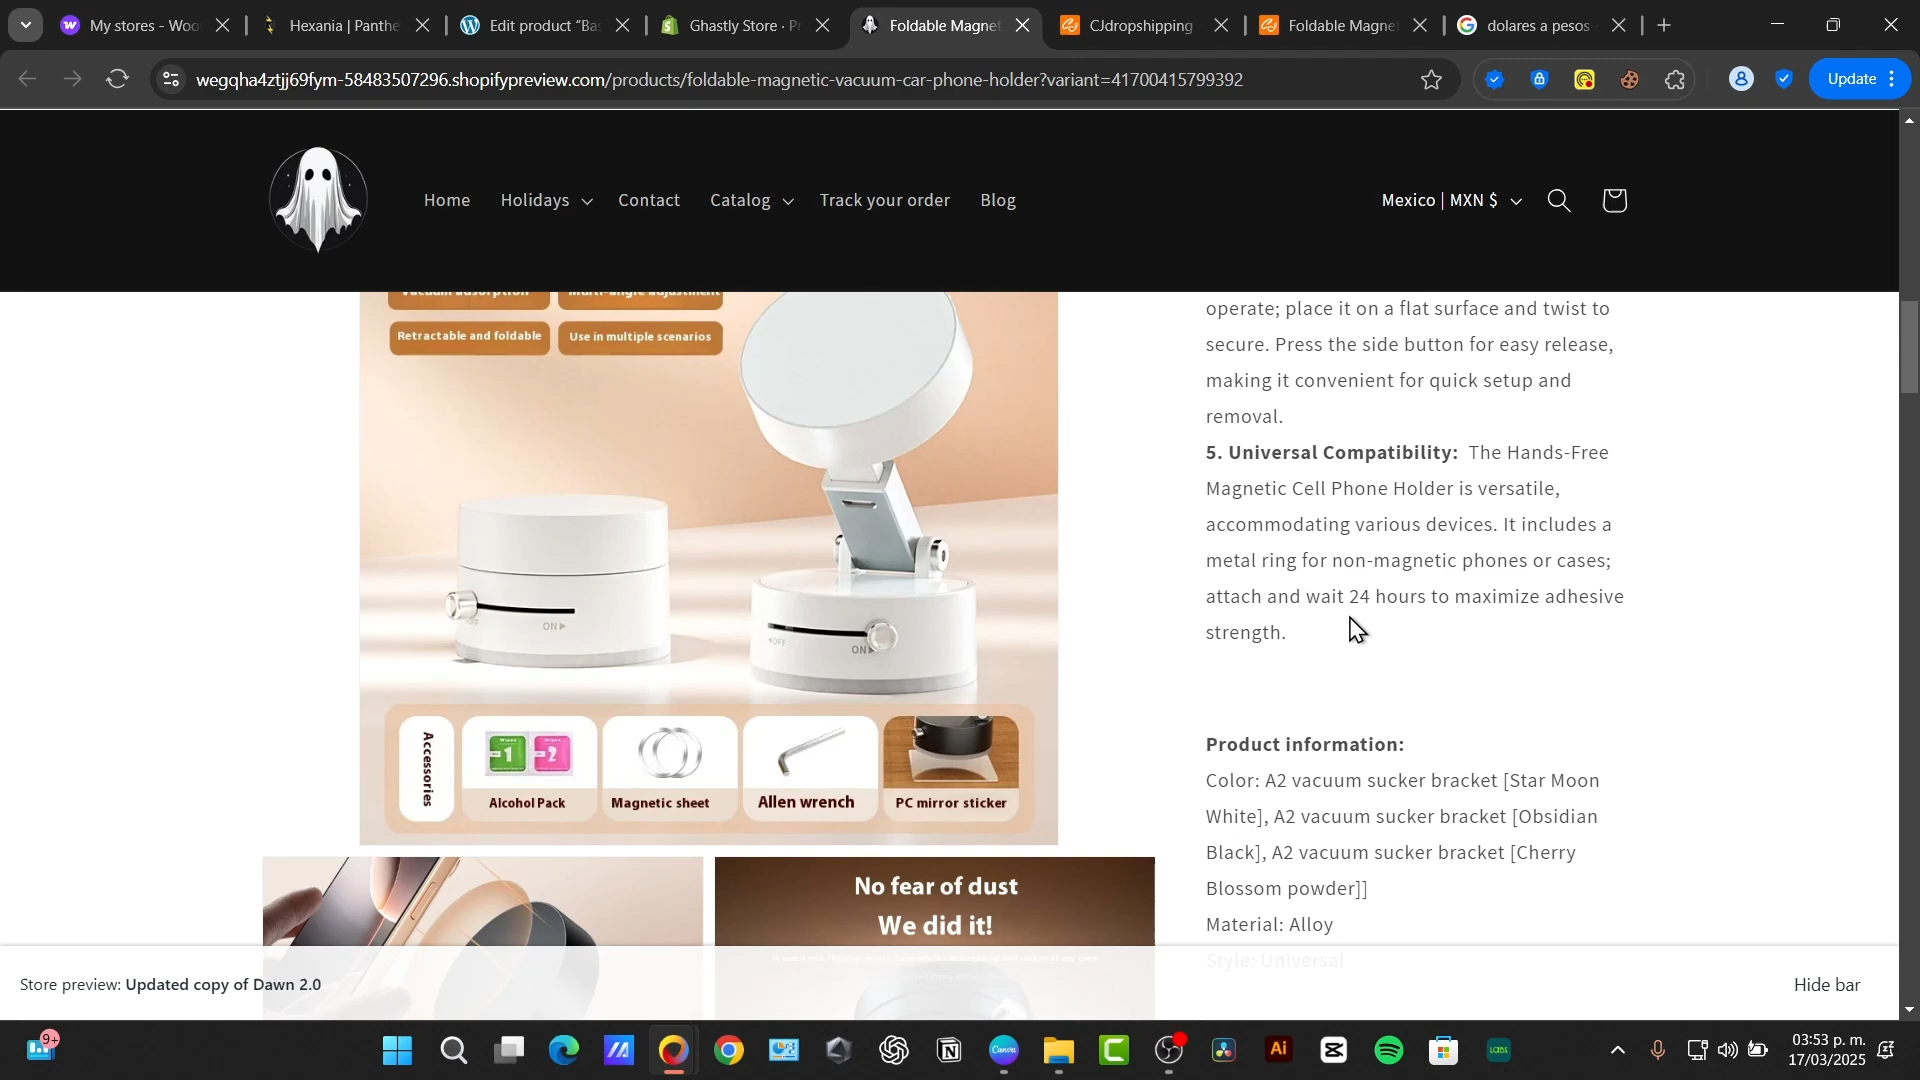 My stores - Woo
Hexania | Panthe
Edit product "Ba
Ghastly Store · P
Foldable Magnet
CJdropshipping
Foldable Magne
dolares a pesos
wegqha4ztjj69fym-58483507296.shopifypreview.com/products/foldable-magnetic-vacuum-car-phone-holder?variant=41700415799392
Update
Home
Holidays
Contact
Catalog
Track your order
Blog
Mexico | MXN $
Vacuum adsorption
Multi-angle adjustment
Retractable and foldable
Use in multiple scenarios
OFF
ON
OFF
ON
Accessories
1
2
Alcohol Pack
Magnetic sheet
Allen wrench
PC mirror sticker
No fear of dust
We did it!
operate; place it on a flat surface and twist to
secure. Press the side button for easy release,
making it convenient for quick setup and
removal.
5. Universal Compatibility: The Hands-Free
Magnetic Cell Phone Holder is versatile,
accommodating various devices. It includes a
metal ring for non-magnetic phones or cases;
attach and wait 24 hours to maximize adhesive
strength.
Product information:
Color: A2 vacuum sucker bracket [Star Moon
White], A2 vacuum sucker bracket [Obsidian
Black], A2 vacuum sucker bracket [Cherry
Blossom powder]]
Material: Alloy
Style: Universal
Store preview: Updated copy of Dawn 2.0
Hide bar
9+
Canva
Ai
03:53 p. m.
17/03/2025